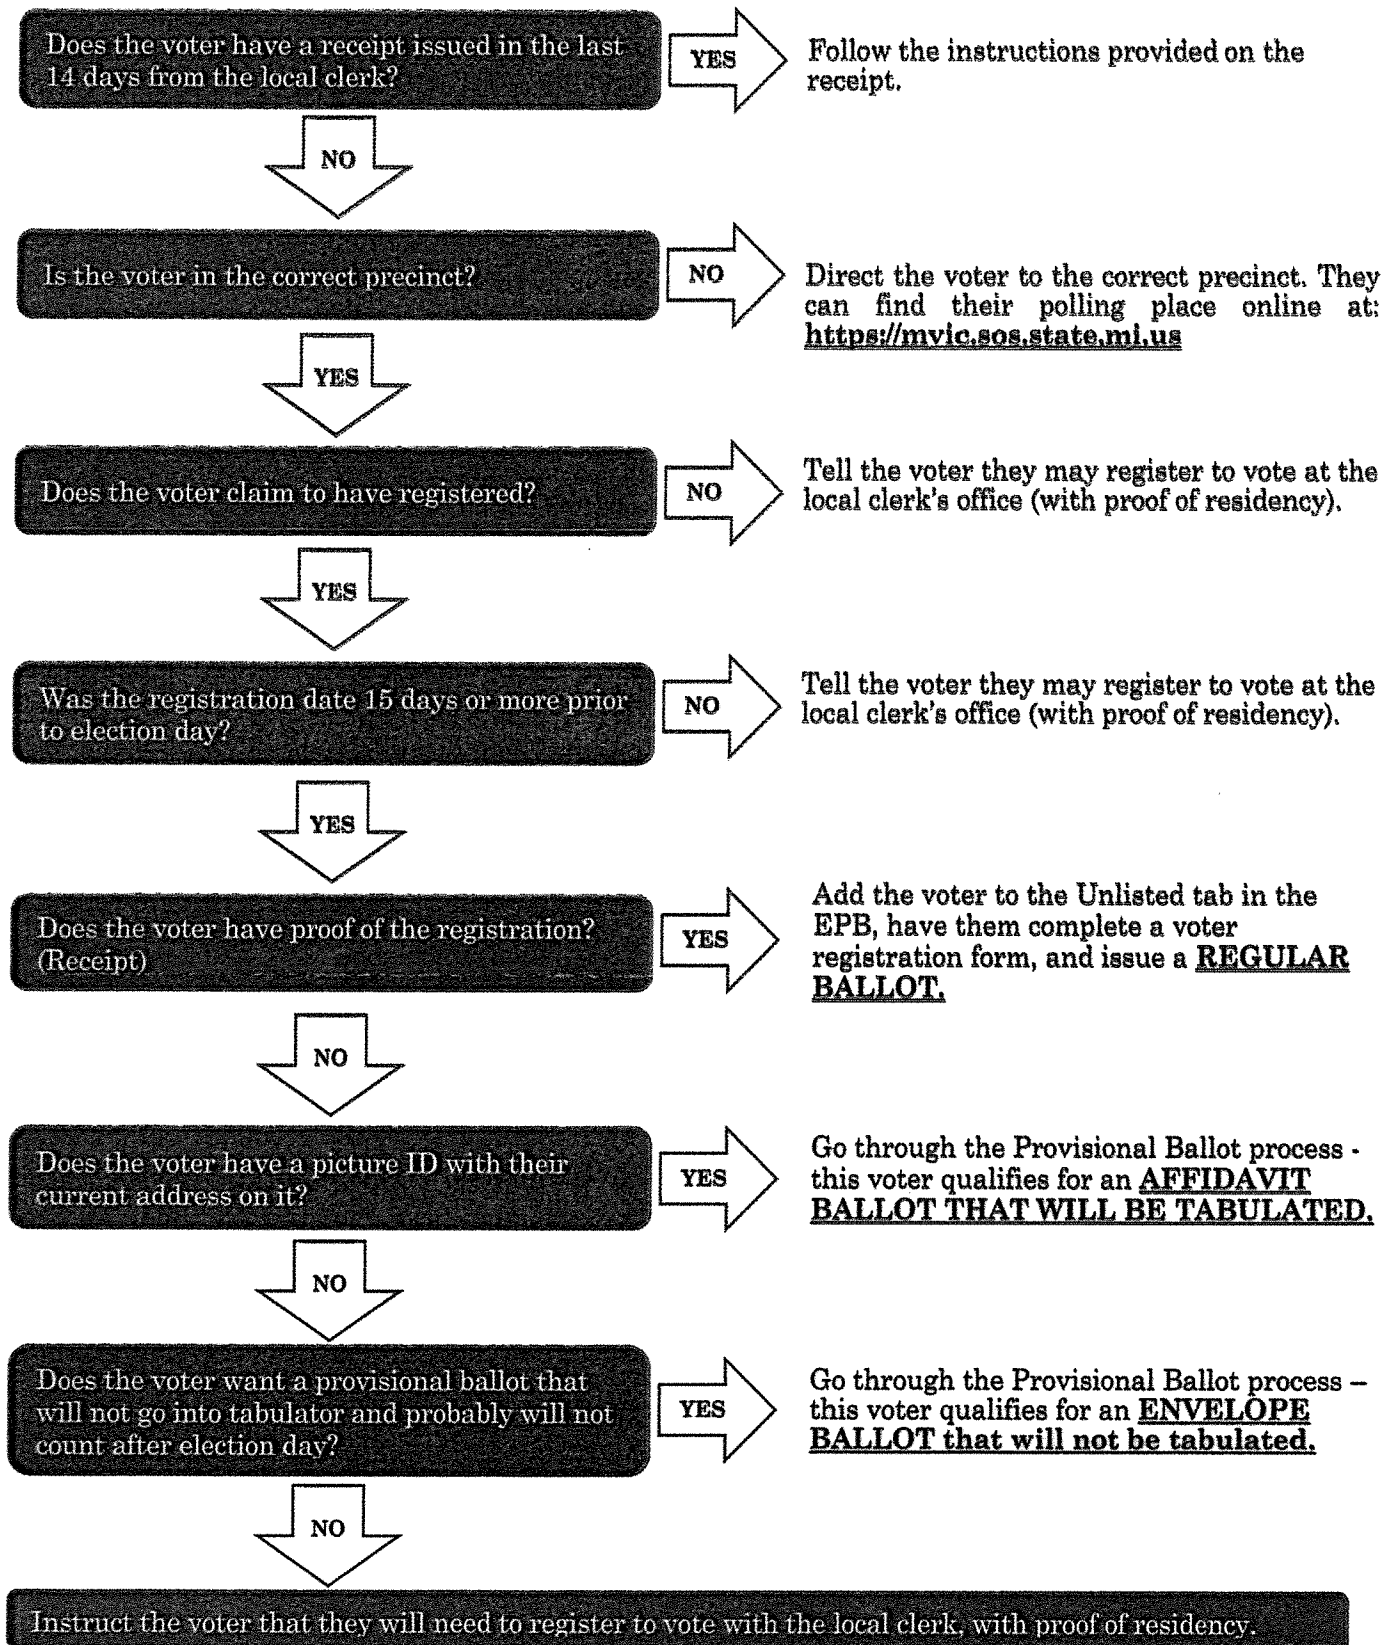 Does the voter have a receipt issued in the last
14 days from the local clerk?
YES
Follow the instructions provided on the
receipt.
NO
Is the voter in the correct precinct?
NO
Direct the voter to the correct precinct. They
can find their polling place online at:
https://mvic.sos.state.mi.us
YES
Does the voter claim to have registered?
NO
Tell the voter they may register to vote at the
local clerk's office (with proof of residency).
YES
Was the registration date 15 days or more prior
to election day?
NO
Tell the voter they may register to vote at the
local clerk's office (with proof of residency).
YES
Does the voter have proof of the registration?
(Receipt)
YES
Add the voter to the Unlisted tab in the
EPB, have them complete a voter
registration form, and issue a REGULAR
BALLOT.
NO
Does the voter have a picture ID with their
current address on it?
YES
Go through the Provisional Ballot process -
this voter qualifies for an AFFIDAVIT
BALLOT THAT WILL BE TABULATED.
NO
Does the voter want a provisional ballot that
will not go into tabulator and probably will not
count after election day?
YES
Go through the Provisional Ballot process –
this voter qualifies for an ENVELOPE
BALLOT that will not be tabulated.
NO
Instruct the voter that they will need to register to vote with the local clerk, with proof of residency.